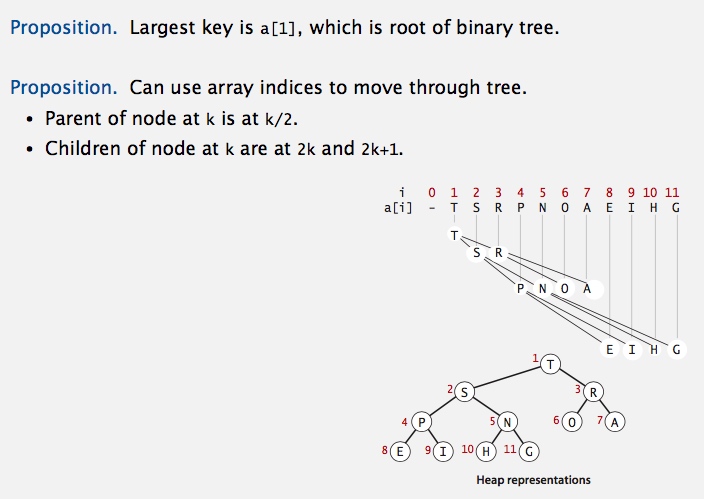 Proposition. Largest key is a[1], which is root of binary tree.
Proposition. Can use array indices to move through tree.
• Parent of node at k is at k/2.
• Children of node at k are at 2k and 2k+1.
i 0 1 2 3 4 5 6 7 8 9 10 11
a[i] - T S R P N O A E I H G
T
S R
P N O A
E I H G
1 T
2 S 3 R
4 P 5 N 6 O 7 A
8 E 9 I 10 H 11 G
Heap representations